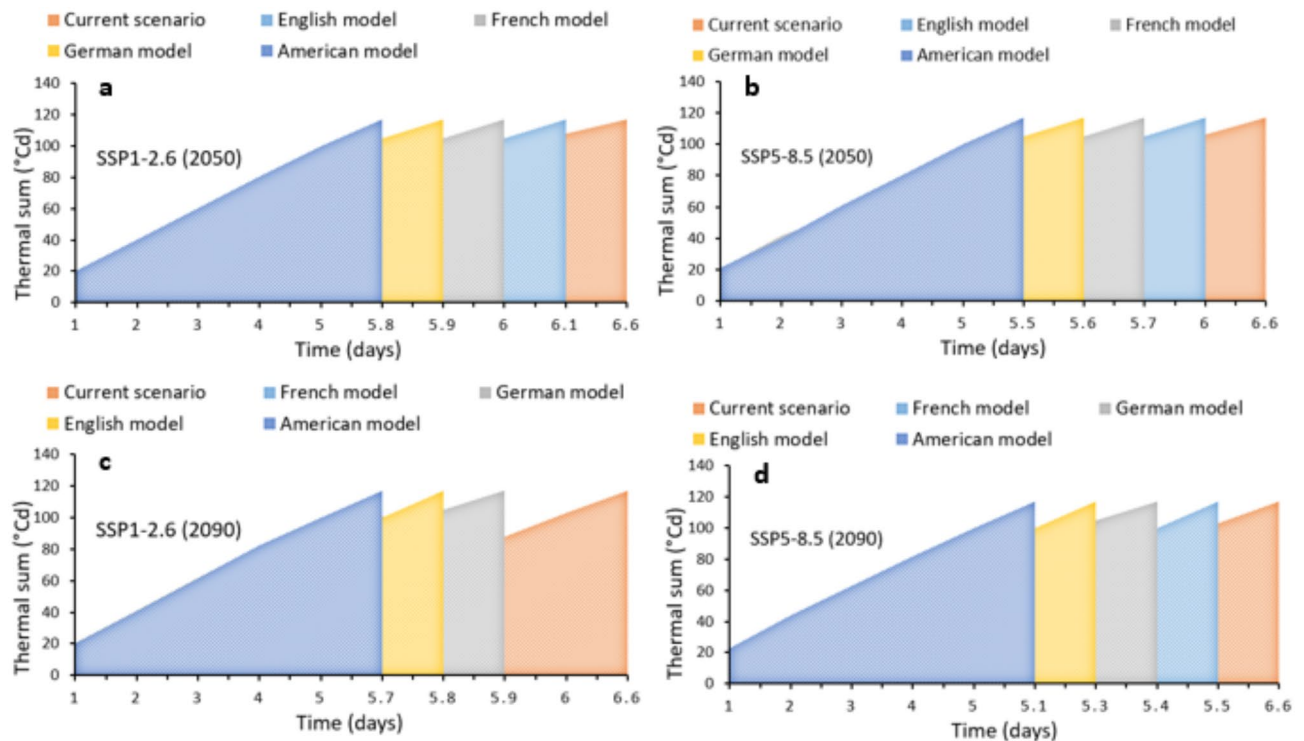 Current scenario English model French model
German model American model
a
SSP1-2.6 (2050)
Thermal sum (°Cd)
140
120
100
80
60
40
20
0
1 2 3 4 5 5.8 5.9 6 6.1 6.6
Time (days)
Current scenario English model French model
German model American model
b
SSP5-8.5 (2050)
Thermal sum (°Cd)
140
120
100
80
60
40
20
0
1 2 3 4 5 5.5 5.6 5.7 6 6.6
Time (days)
Current scenario French model German model
English model American model
c
SSP1-2.6 (2090)
Thermal sum (°Cd)
140
120
100
80
60
40
20
0
1 2 3 4 5 5.7 5.8 5.9 6 6.6
Time (days)
Current scenario French model German model
English model American model
d
SSP5-8.5 (2090)
Thermal sum (°Cd)
140
120
100
80
60
40
20
0
1 2 3 4 5 5.1 5.3 5.4 5.5 6.6
Time (days)